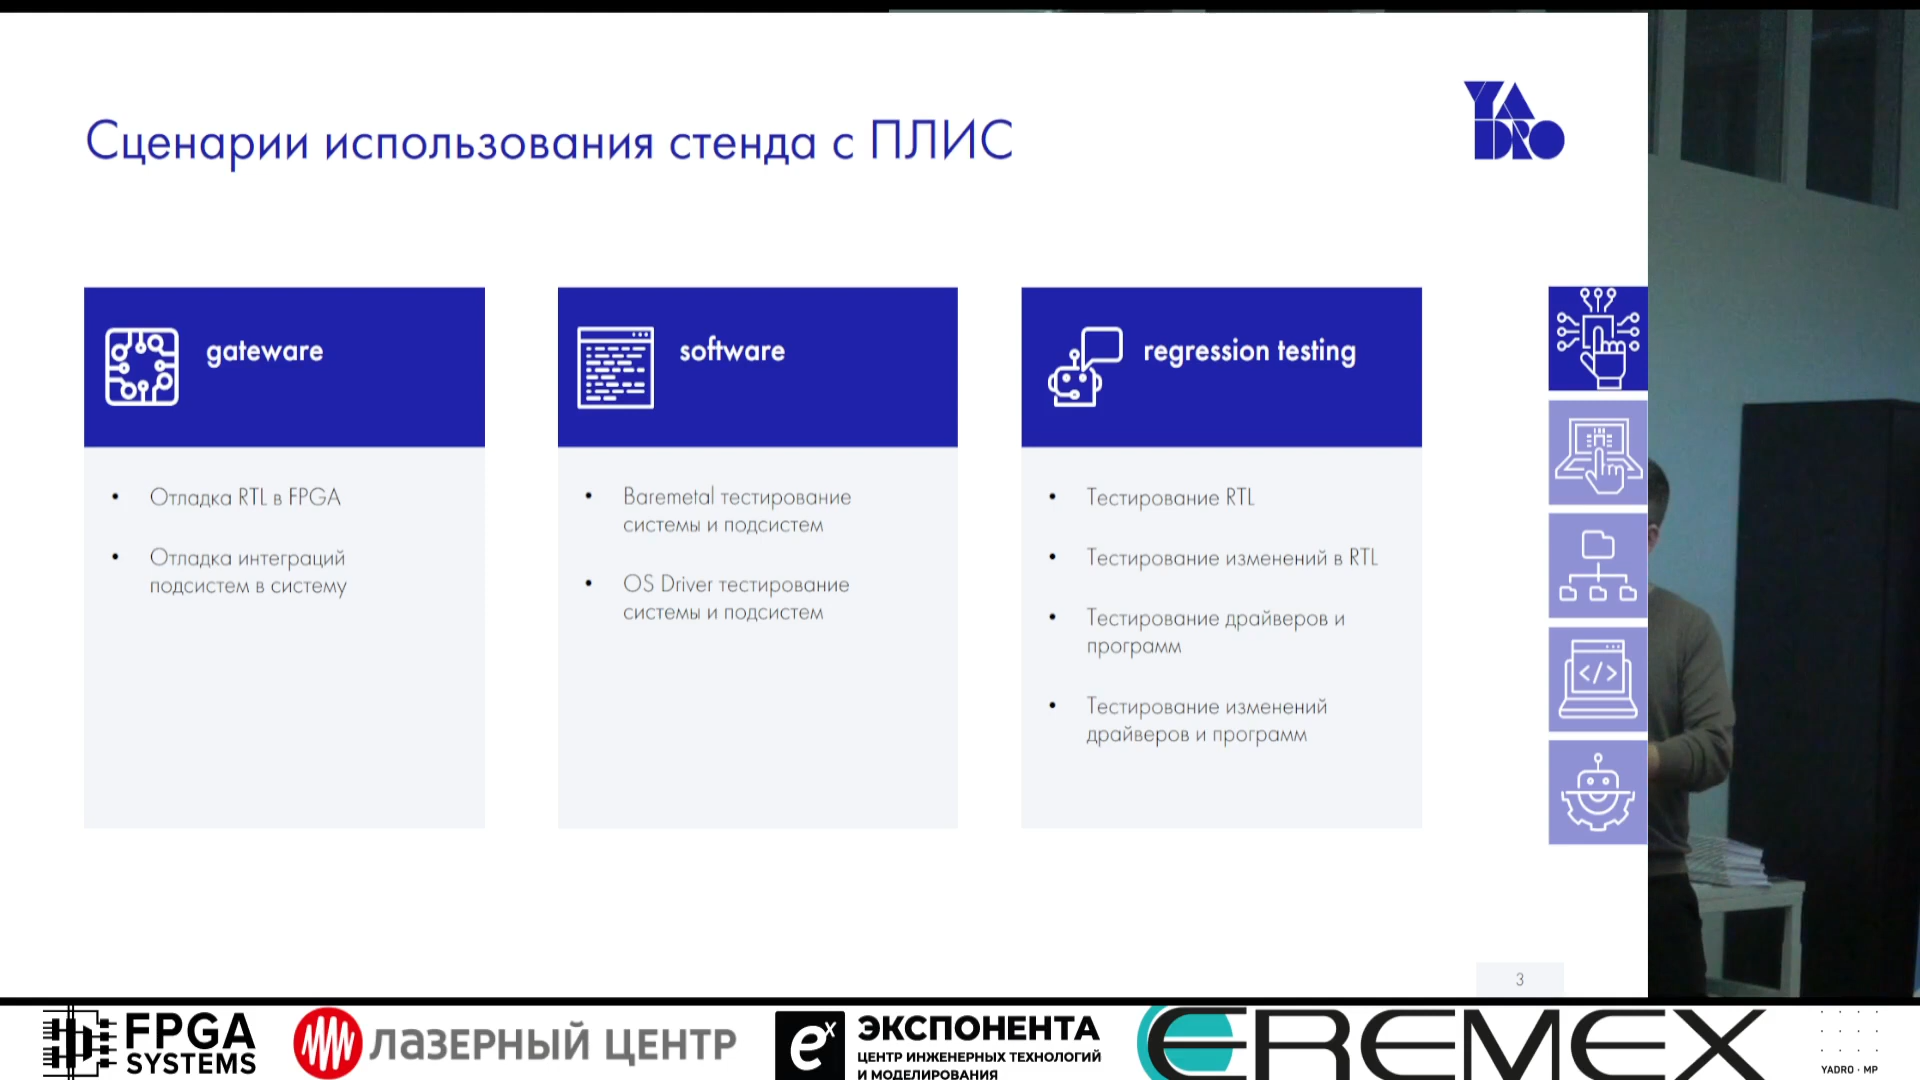 Сценарии использования стенда с ПЛИС
YADRO
gateware
• Отладка RTL в FPGA
• Отладка интеграций
подсистем в систему
software
• Baremetal тестирование
системы и подсистем
• OS Driver тестирование
системы и подсистем
regression testing
• Тестирование RTL
• Тестирование изменений в RTL
• Тестирование драйверов и
программ
• Тестирование изменений
драйверов и программ
</>
3
FPGA
SYSTEMS
ЛАЗЕРНЫЙ ЦЕНТР
ex
ЭКСПОНЕНТА
ЦЕНТР ИНЖЕНЕРНЫХ ТЕХНОЛОГИЙ
И МОДЕЛИРОВАНИЯ
EREMEX
YADRO · MP